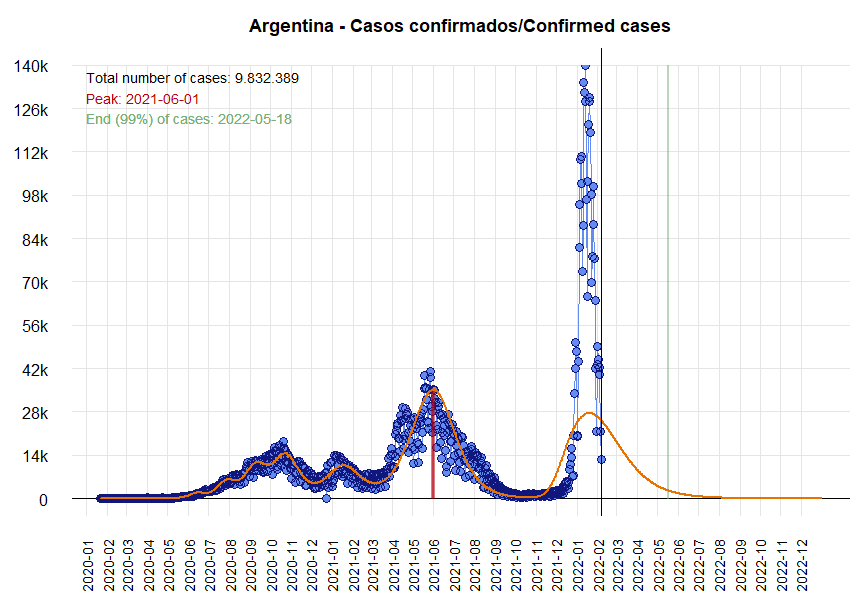 Argentina - Casos confirmados/Confirmed cases
Total number of cases: 9.832.389
Peak: 2021-06-01
End (99%) of cases: 2022-05-18
140k
126k
112k
98k
84k
70k
56k
42k
28k
14k
0
2020-01
2020-02
2020-03
2020-04
2020-05
2020-06
2020-07
2020-08
2020-09
2020-10
2020-11
2020-12
2021-01
2021-02
2021-03
2021-04
2021-05
2021-06
2021-07
2021-08
2021-09
2021-10
2021-11
2021-12
2022-01
2022-02
2022-03
2022-04
2022-05
2022-06
2022-07
2022-08
2022-09
2022-10
2022-11
2022-12